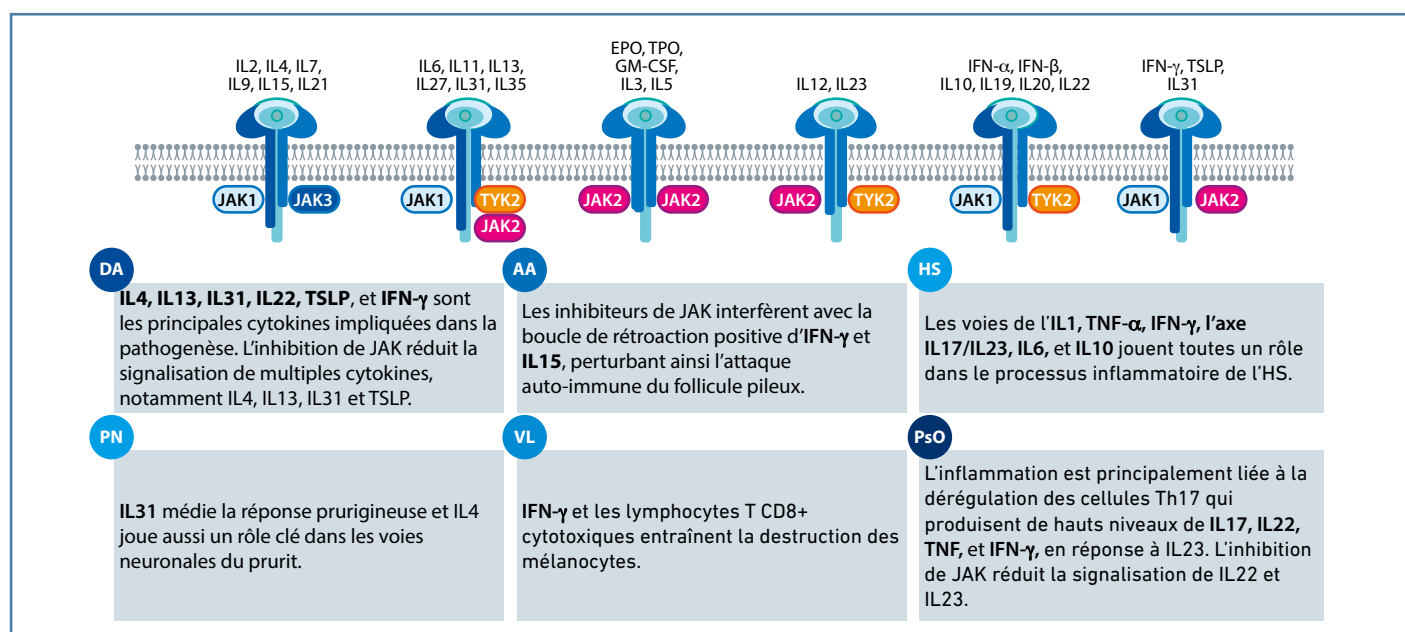 IL2, IL4, IL7,
IL9, IL15, IL21
IL6, IL11, IL13,
IL27, IL31, IL35
EPO, TPO,
GM-CSF,
IL3, IL5
IL12, IL23
IFN-α, IFN-β,
IL10, IL19, IL20, IL22
IFN-γ, TSLP,
IL31
JAK1 JAK3
JAK1 TYK2
JAK2
JAK2 JAK2
JAK2 TYK2
JAK1 TYK2
JAK1 JAK2
DA
IL4, IL13, IL31, IL22, TSLP, et IFN-γ sont
les principales cytokines impliquées dans la
pathogenèse. L’inhibition de JAK réduit la
signalisation de multiples cytokines,
notamment IL4, IL13, IL31 et TSLP.
AA
Les inhibiteurs de JAK interfèrent avec la
boucle de rétroaction positive d’IFN-γ et
IL15, perturbant ainsi l’attaque
auto-immune du follicule pileux.
HS
Les voies de l’IL1, TNF-α, IFN-γ, l’axe
IL17/IL23, IL6, et IL10 jouent toutes un rôle
dans le processus inflammatoire de l’HS.
PN
IL31 médie la réponse prurigineuse et IL4
joue aussi un rôle clé dans les voies
neuronales du prurit.
VL
IFN-γ et les lymphocytes T CD8+
cytotoxiques entraînent la destruction des
mélanocytes.
PsO
L’inflammation est principalement liée à la
dérégulation des cellules Th17 qui
produisent de hauts niveaux de IL17, IL22,
TNF, et IFN-γ, en réponse à IL23. L’inhibition
de JAK réduit la signalisation de IL22 et
IL23.